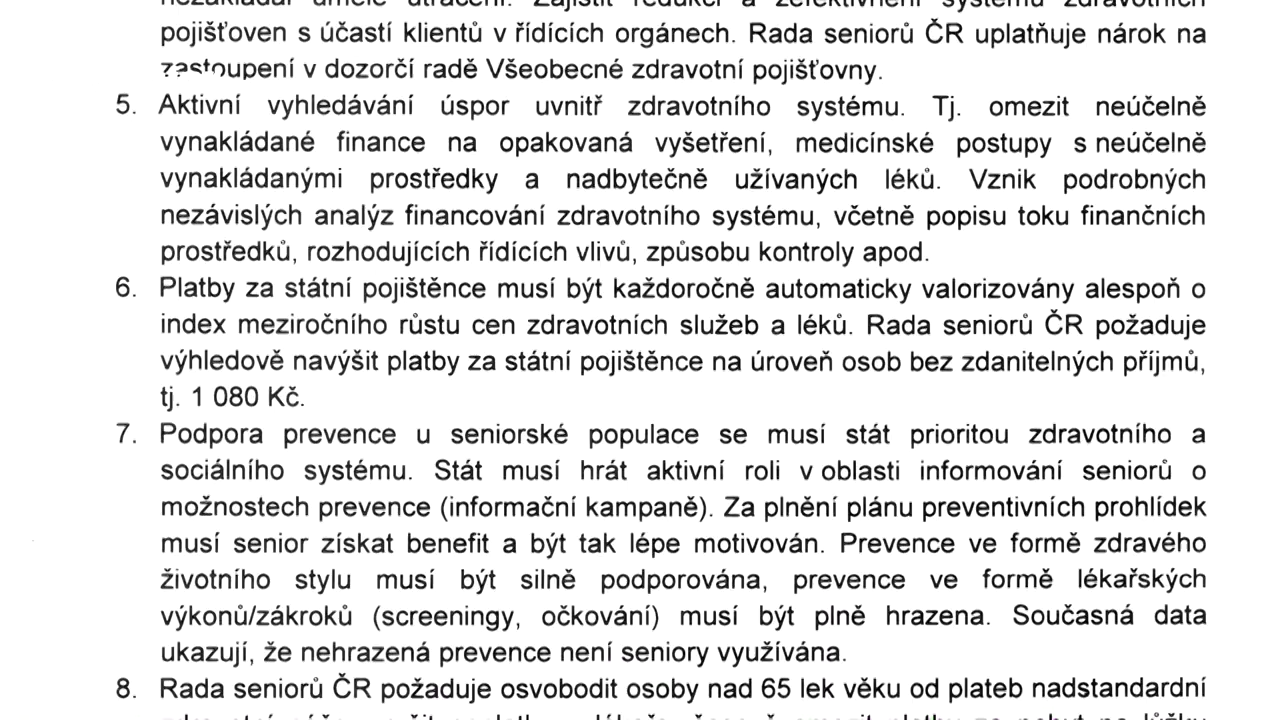 pojišťoven s účastí klientů v řídících orgánech. Rada seniorů ČR uplatňuje nárok na
zastoupení v dozorčí radě Všeobecné zdravotní pojišťovny.
5. Aktivní vyhledávání úspor uvnitř zdravotního systému. Tj. omezit neúčelně
vynakládané finance na opakovaná vyšetření, medicínské postupy s neúčelně
vynakládanými prostředky a nadbytečně užívaných léků. Vznik podrobných
nezávislých analýz financování zdravotního systému, včetně popisu toku finančních
prostředků, rozhodujících řídících vlivů, způsobu kontroly apod.
6. Platby za státní pojištěnce musí být každoročně automaticky valorizovány alespoň o
index meziročního růstu cen zdravotních služeb a léků. Rada seniorů ČR požaduje
výhledově navýšit platby za státní pojištěnce na úroveň osob bez zdanitelných příjmů,
tj. 1 080 Kč.
7. Podpora prevence u seniorské populace se musí stát prioritou zdravotního a
sociálního systému. Stát musí hrát aktivní roli v oblasti informování seniorů o
možnostech prevence (informační kampaně). Za plnění plánu preventivních prohlídek
musí senior získat benefit a být tak lépe motivován. Prevence ve formě zdravého
životního stylu musí být silně podporována, prevence ve formě lékařských
výkonů/zákroků (screeningy, očkování) musí být plně hrazena. Současná data
ukazují, že nehrazená prevence není seniory využívána.
8. Rada seniorů ČR požaduje osvobodit osoby nad 65 lek věku od plateb nadstandardní